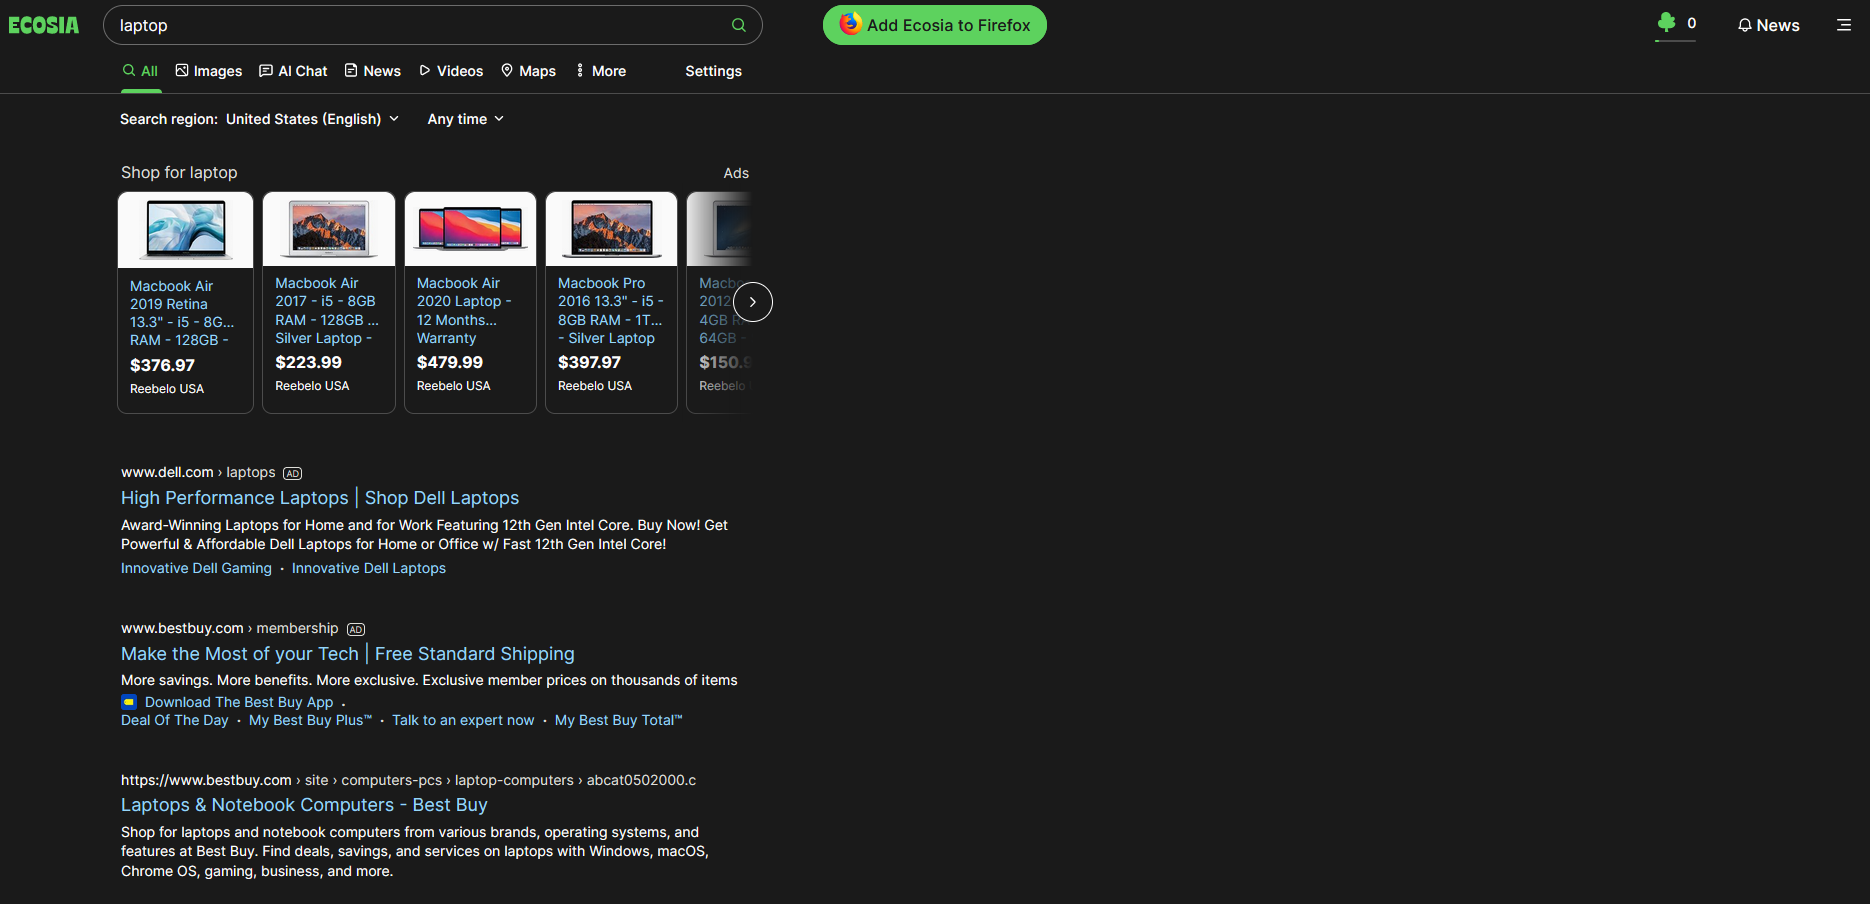 ECOSIA
laptop
Add Ecosia to Firefox
0
News
All
Images
AI Chat
News
Videos
Maps
More
Settings
Search region: United States (English)
Any time
Shop for laptop
Ads
Macbook Air
2019 Retina
13.3" - i5 - 8G...
RAM - 128GB -
$376.97
Reebelo USA
Macbook Air
2017 - i5 - 8GB
RAM - 128GB ...
Silver Laptop -
$223.99
Reebelo USA
Macbook Air
2020 Laptop -
12 Months...
Warranty
$479.99
Reebelo USA
Macbook Pro
2016 13.3" - i5 -
8GB RAM - 1T...
- Silver Laptop
$397.97
Reebelo USA
2012
4GB
64GB -
Reebelo
www.dell.com › laptops AD
High Performance Laptops | Shop Dell Laptops
Award-Winning Laptops for Home and for Work Featuring 12th Gen Intel Core. Buy Now! Get
Powerful & Affordable Dell Laptops for Home or Office w/ Fast 12th Gen Intel Core!
Innovative Dell Gaming · Innovative Dell Laptops
www.bestbuy.com › membership AD
Make the Most of your Tech | Free Standard Shipping
More savings. More benefits. More exclusive. Exclusive member prices on thousands of items
Download The Best Buy App ·
Deal Of The Day · My Best Buy Plus™ · Talk to an expert now · My Best Buy Total™
https://www.bestbuy.com › site › computers-pcs › laptop-computers › abcat0502000.c
Laptops & Notebook Computers - Best Buy
Shop for laptops and notebook computers from various brands, operating systems, and
features at Best Buy. Find deals, savings, and services on laptops with Windows, macOS,
Chrome OS, gaming, business, and more.